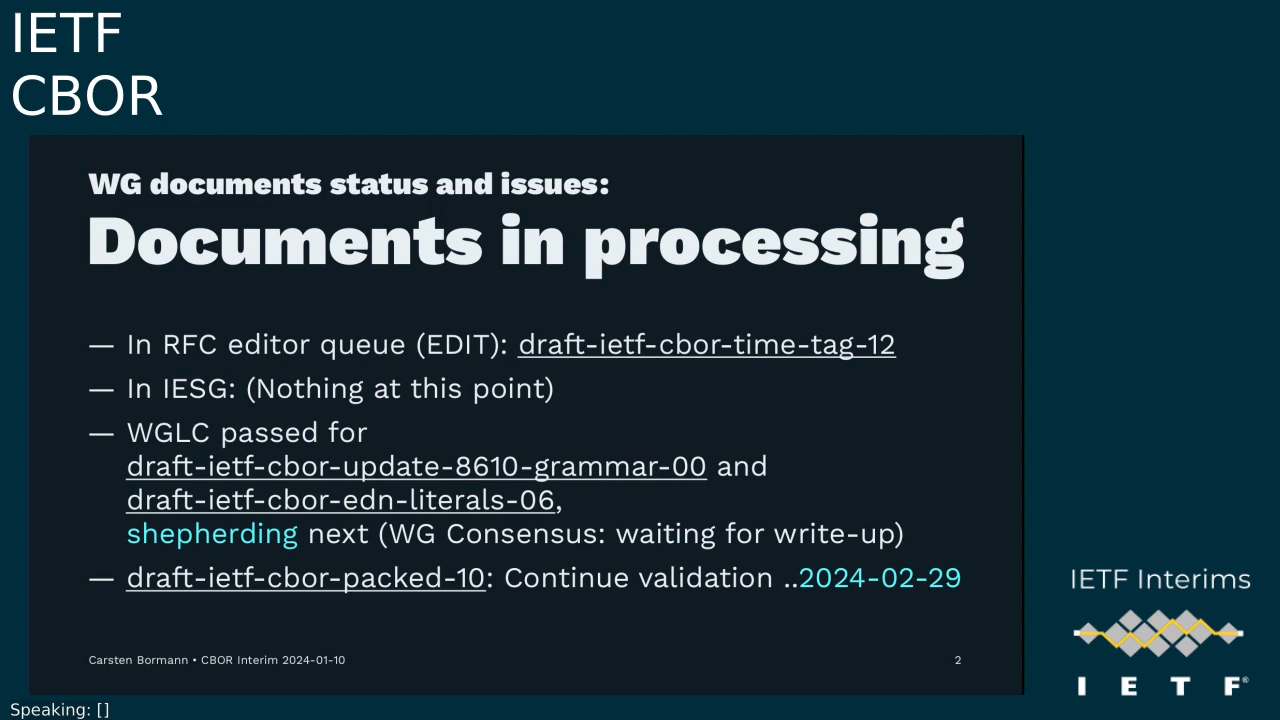 IETF
CBOR
WG documents status and issues:
Documents in processing
— In RFC editor queue (EDIT): draft-ietf-cbor-time-tag-12
— In IESG: (Nothing at this point)
— WGLC passed for
draft-ietf-cbor-update-8610-grammar-00 and
draft-ietf-cbor-edn-literals-06,
shepherding next (WG Consensus: waiting for write-up)
— draft-ietf-cbor-packed-10: Continue validation ..2024-02-29
Carsten Bormann • CBOR Interim 2024-01-10
2
IETF Interims
I E T F®
Speaking: []